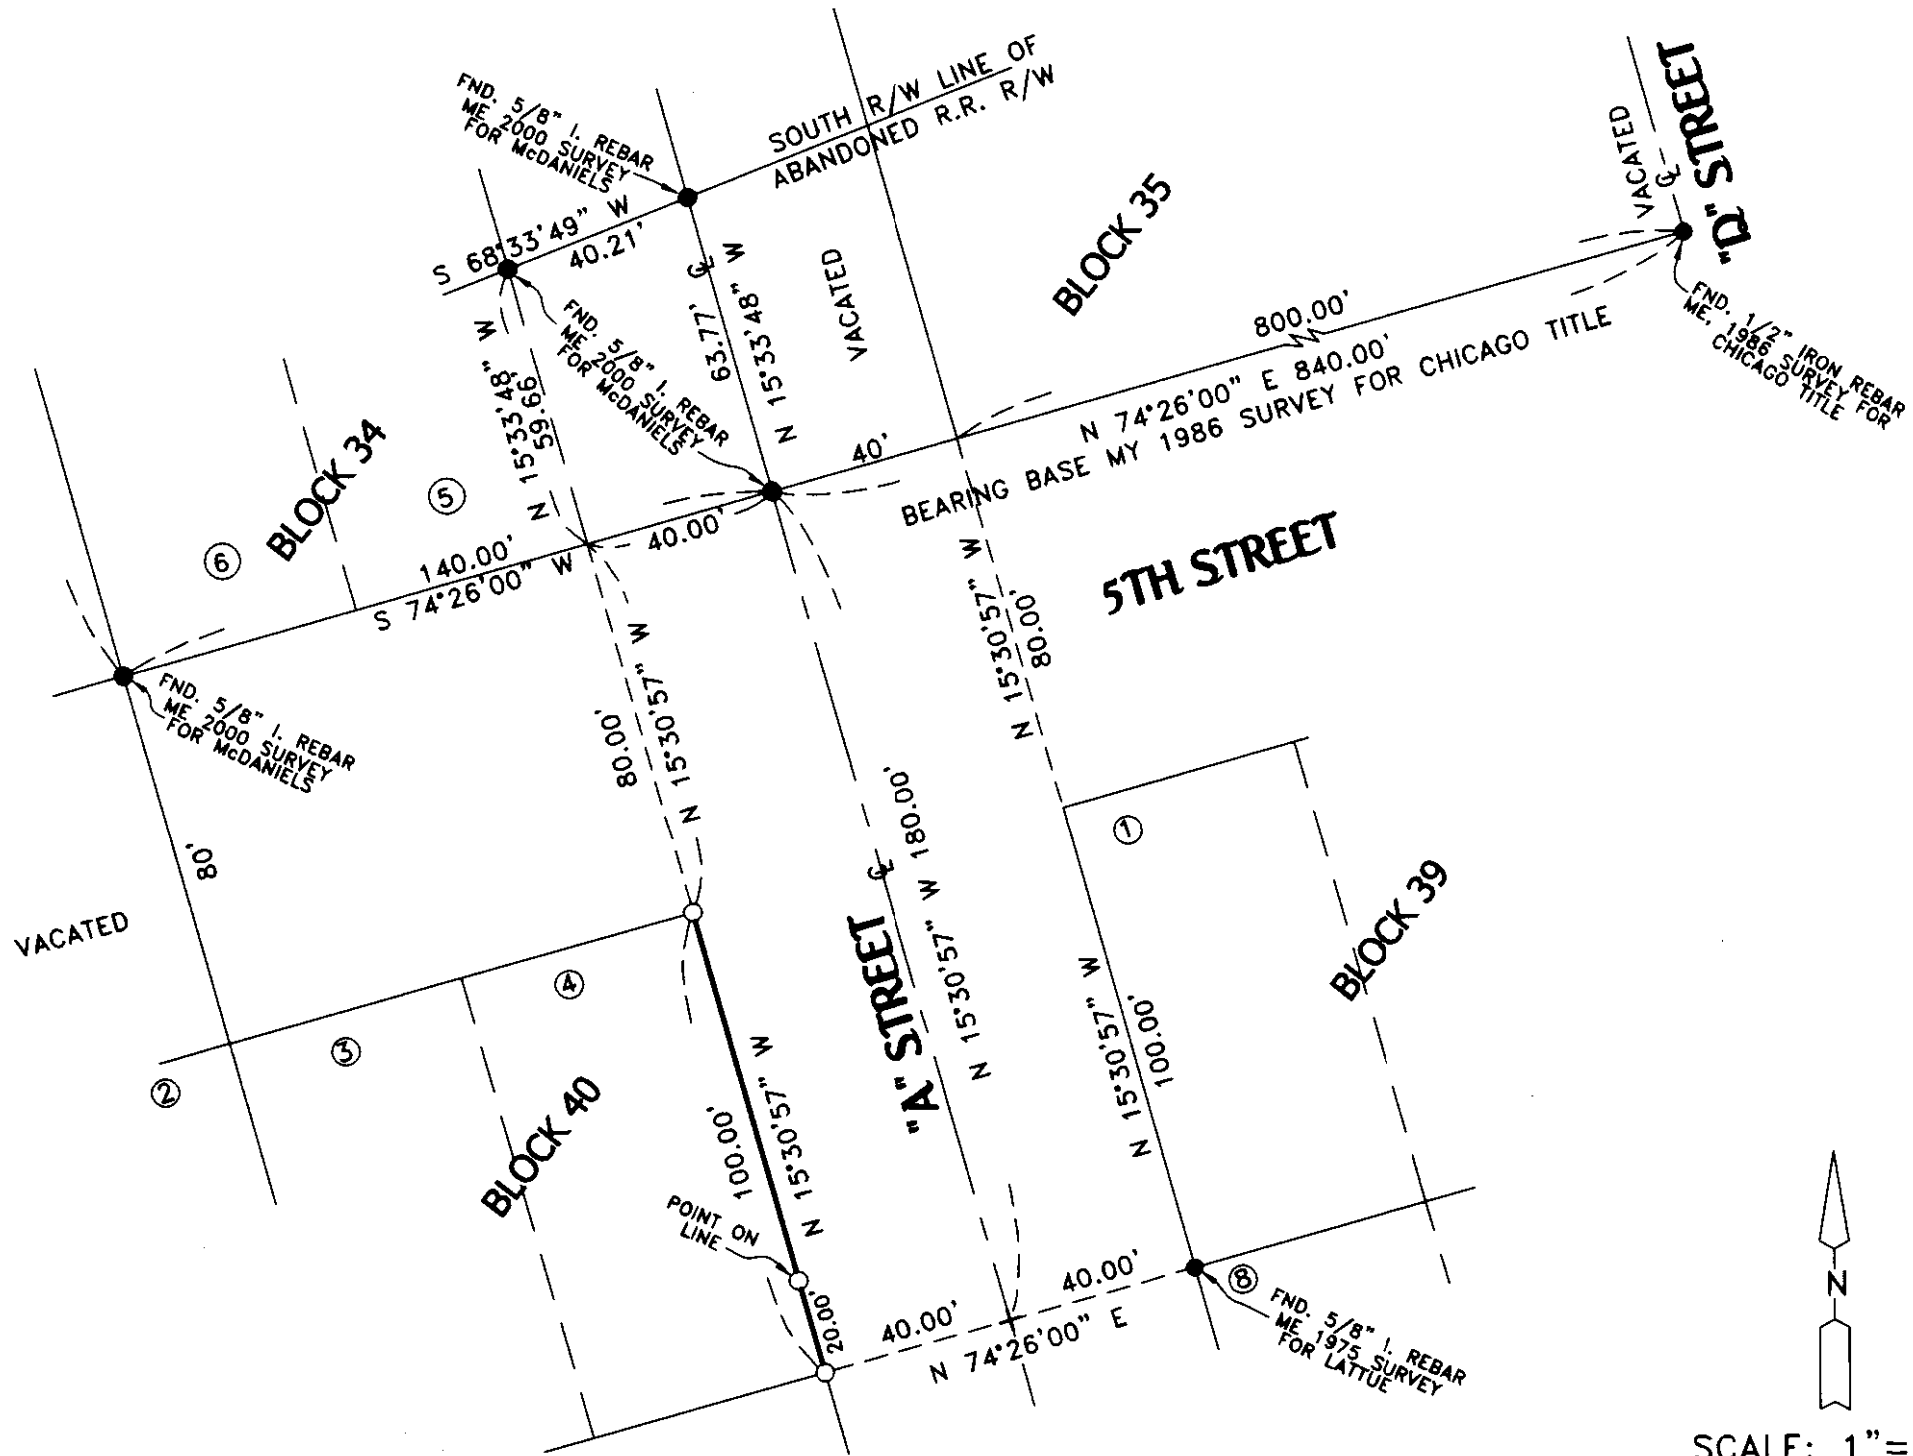 FND. 5/8" I. REBAR
ME 2000 SURVEY
FOR McDANIELS
SOUTH R/W LINE OF
ABANDONED R.R. R/W
VACATED
℄
"D" STREET
S 68°33'49" W
40.21'
BLOCK 35
63.77'
℄
N 15°33'48" W
VACATED
800.00'
N 74°26'00" E 840.00'
BEARING BASE MY 1986 SURVEY FOR CHICAGO TITLE
FND. 1/2" IRON REBAR
ME. 1986 SURVEY FOR
CHICAGO TITLE
N 15°33'48" W
59.66'
FND. 5/8" I. REBAR
ME 2000 SURVEY
FOR McDANIELS
40'
BLOCK 34
5
6
140.00'
S 74°26'00" W
40.00'
5TH STREET
N 15°30'57" W
80.00'
FND. 5/8" I. REBAR
ME 2000 SURVEY
FOR McDANIELS
80.00'
N 15°30'57" W
80'
VACATED
1
℄
N 15°30'57" W 180.00'
"A" STREET
BLOCK 39
N 15°30'57" W
100.00'
4
3
2
BLOCK 40
100.00'
N 15°30'57" W
POINT ON
LINE
20.00'
40.00'
40.00'
N 74°26'00" E
8
FND. 5/8" I. REBAR
ME 1975 SURVEY
FOR LATTUE
N
SCALE: 1"=